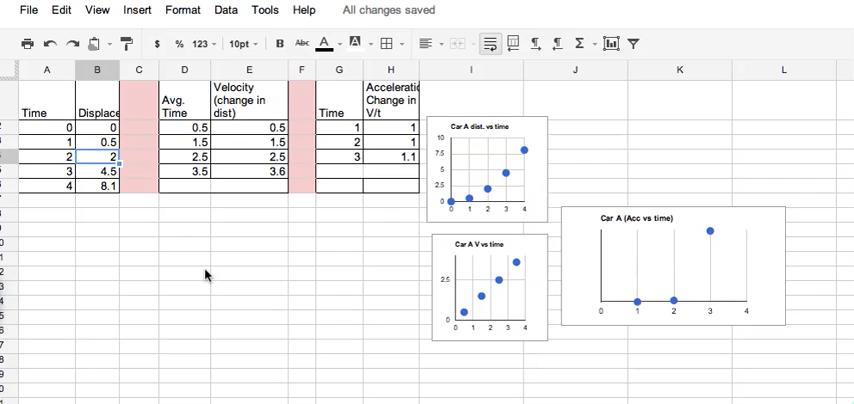 File Edit View Insert Format Data Tools Help All changes saved
$ % 123 10pt B Abc A A Σ
A B C D E F G H I J K L
Time Displace Avg. Time Velocity (change in dist) Time Acceleratic Change in V/t
0 0 0.5 0.5 1 1
1 0.5 1.5 1.5 2 1
2 2 2.5 2.5 3 1.1
3 4.5 3.5 3.6
4 8.1
Car A dist. vs time
10
7.5
5
2.5
0
0 1 2 3 4
Car A V vs time
2.5
0
0 1 2 3 4
Car A (Acc vs time)
0 1 2 3 4